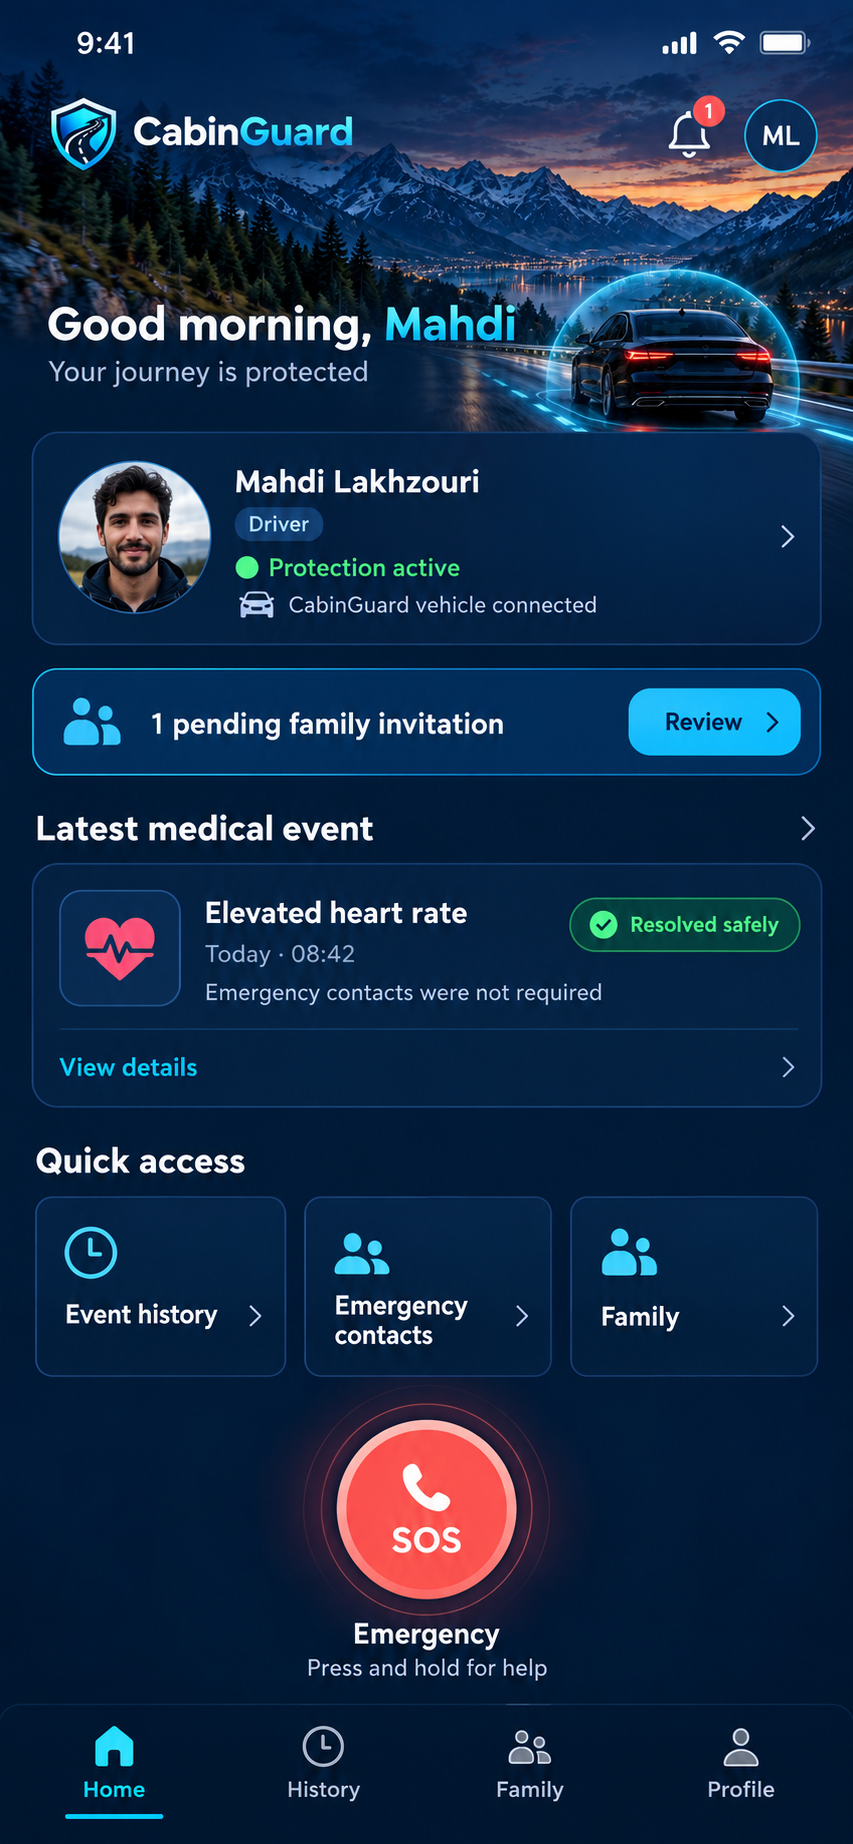 9:41
CabinGuard
1
ML
Good morning, Mahdi
Your journey is protected
Mahdi Lakhzouri
Driver
Protection active
CabinGuard vehicle connected
1 pending family invitation
Review
Latest medical event
Elevated heart rate
Resolved safely
Today · 08:42
Emergency contacts were not required
View details
Quick access
Event history
Emergency
contacts
Family
SOS
Emergency
Press and hold for help
Home
History
Family
Profile